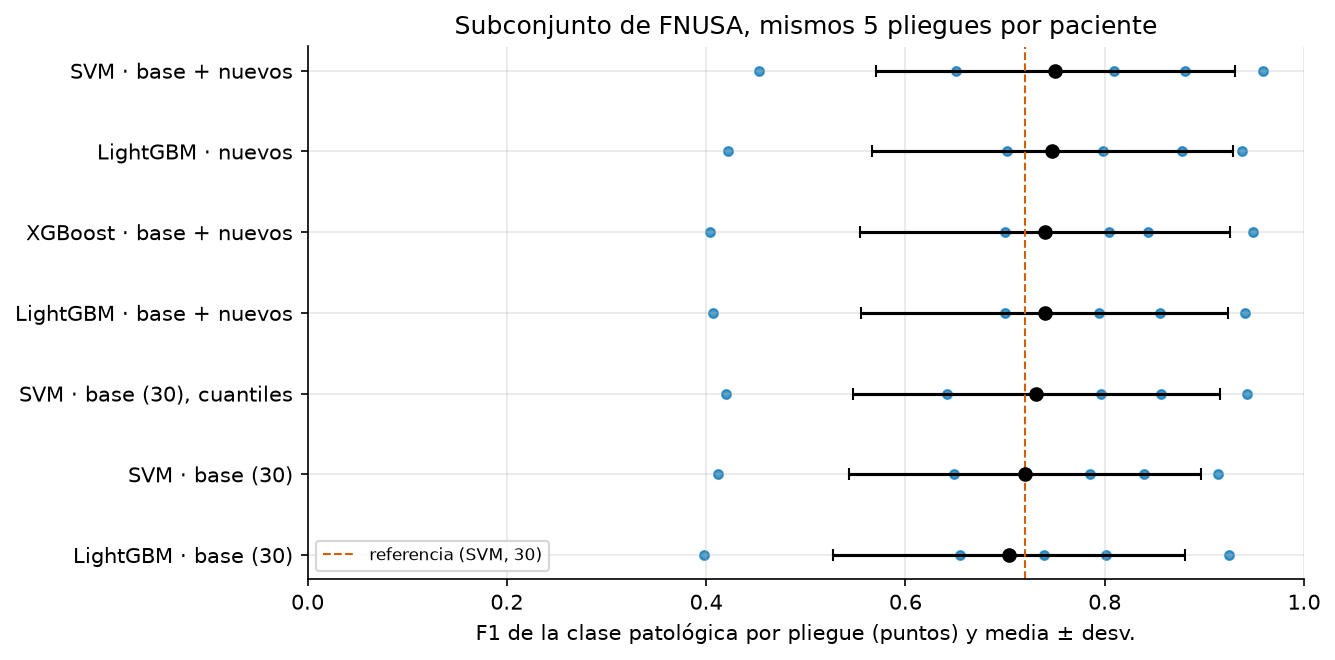 Subconjunto de FNUSA, mismos 5 pliegues por paciente
SVM · base + nuevos
LightGBM · nuevos
XGBoost · base + nuevos
LightGBM · base + nuevos
SVM · base (30), cuantiles
SVM · base (30)
LightGBM · base (30)
referencia (SVM, 30)
0.0 0.2 0.4 0.6 0.8 1.0
F1 de la clase patológica por pliegue (puntos) y media ± desv.